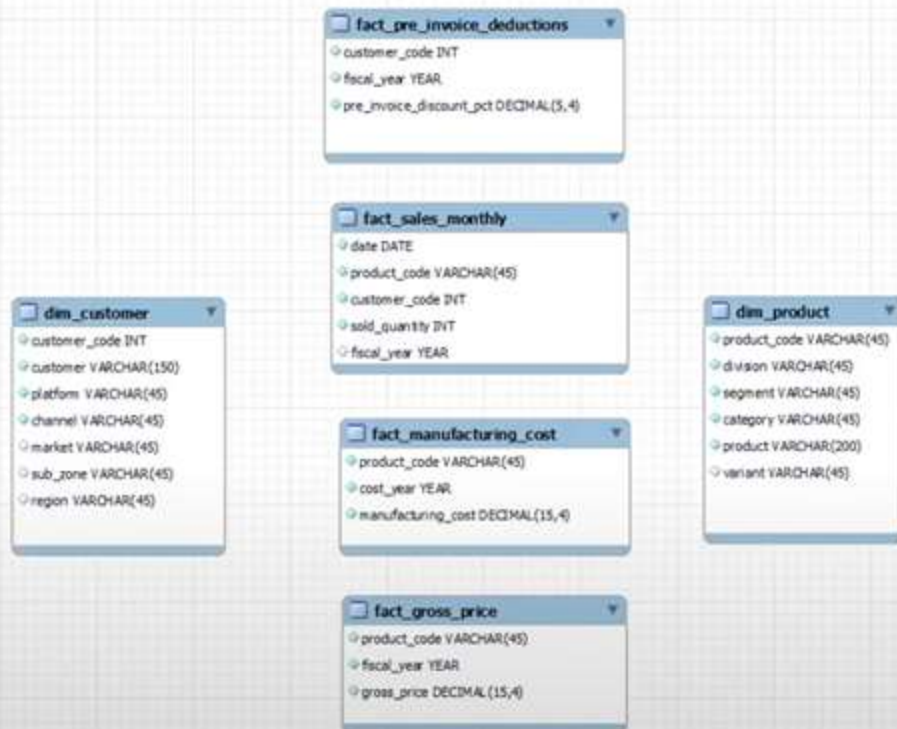 fact_pre_invoice_deductions
customer_code INT
fiscal_year YEAR
pre_invoice_discount_pct DECIMAL(5,4)
fact_sales_monthly
date DATE
product_code VARCHAR(45)
customer_code INT
sold_quantity INT
fiscal_year YEAR
dim_customer
customer_code INT
customer VARCHAR(150)
platform VARCHAR(45)
channel VARCHAR(45)
market VARCHAR(45)
sub_zone VARCHAR(45)
region VARCHAR(45)
dim_product
product_code VARCHAR(45)
division VARCHAR(45)
segment VARCHAR(45)
category VARCHAR(45)
product VARCHAR(200)
variant VARCHAR(45)
fact_manufacturing_cost
product_code VARCHAR(45)
cost_year YEAR
manufacturing_cost DECIMAL(15,4)
fact_gross_price
product_code VARCHAR(45)
fiscal_year YEAR
gross_price DECIMAL(15,4)